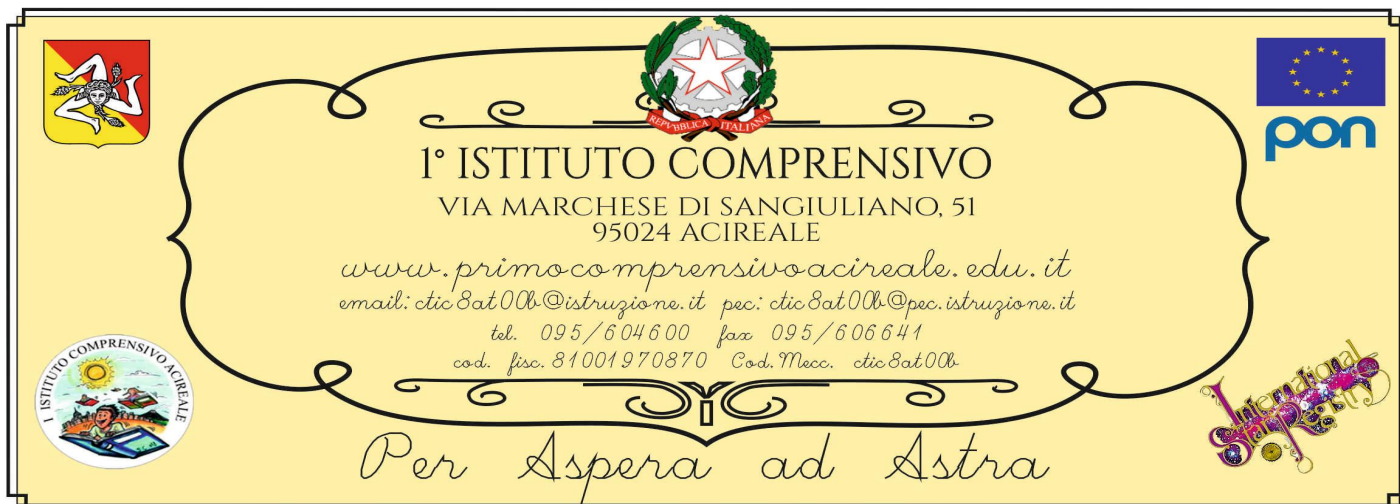 REPVBBLICA ITALIANA
pon
1° ISTITUTO COMPRENSIVO
VIA MARCHESE DI SANGIULIANO, 51
95024 ACIREALE
www.primocomprensivoacireale.edu.it
email: ctic8at00b@istruzione.it pec: ctic8at00b@pec.istruzione.it
tel. 095/604600 fax 095/606641
cod. fisc. 81001970870 Cod. Mecc. ctic8at00b
I ISTITUTO COMPRENSIVO ACIREALE
International
Star Registry
Per Aspera ad Astra